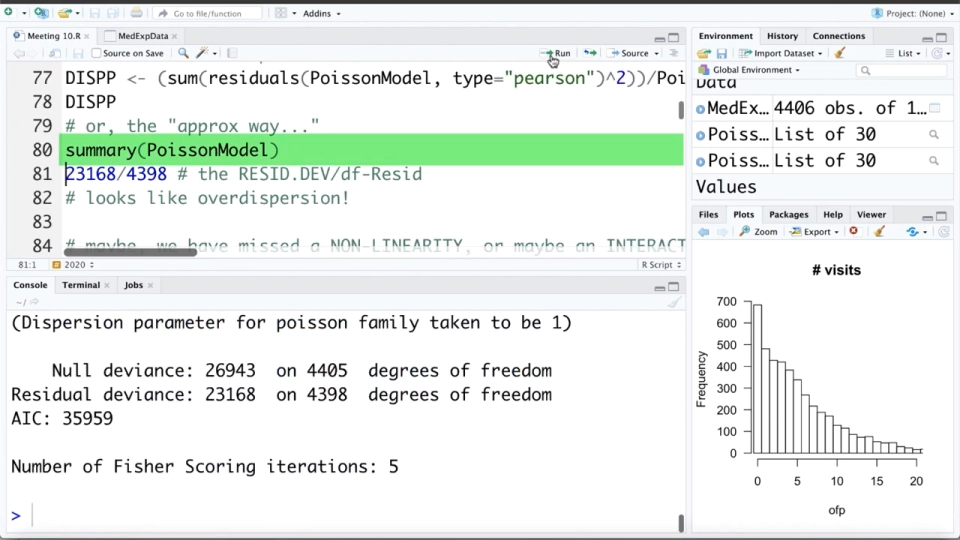 Go to file/function
Addins
Project: (None)
Meeting 10.R
MedExpData
Source on Save
Run
Source
77 DISPP <- (sum(residuals(PoissonModel, type="pearson")^2))/Poi
78 DISPP
79 # or, the "approx way..."
80 summary(PoissonModel)
81 23168/4398 # the RESID.DEV/df-Resid
82 # looks like overdispersion!
83
84 # maybe, we have missed a NON-LINEARITY, or maybe an INTERACT
81:1
2020
R Script
Console
Terminal
Jobs
~/
(Dispersion parameter for poisson family taken to be 1)
Null deviance: 26943 on 4405 degrees of freedom
Residual deviance: 23168 on 4398 degrees of freedom
AIC: 35959
Number of Fisher Scoring iterations: 5
>
Environment
History
Connections
Import Dataset
List
Global Environment
Data
MedEx… 4406 obs. of 1…
Poiss… List of 30
Poiss… List of 30
Values
Files
Plots
Packages
Help
Viewer
Zoom
Export
# visits
Frequency
700
600
500
400
300
200
100
0
0 5 10 15 20
ofp